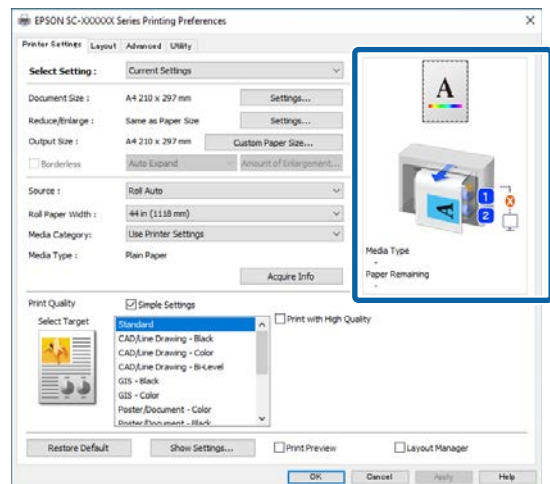 EPSON SC-XXXXXX Series Printing Preferences
Printer Settings Layout Advanced Utility
Select Setting : Current Settings
Document Size : A4 210 x 297 mm Settings...
Reduce/Enlarge : Same as Paper Size Settings...
Output Size : A4 210 x 297 mm Custom Paper Size...
Borderless Auto Expand Amount of Enlargement...
Source : Roll Auto
Roll Paper Width : 44 in (1118 mm)
Media Category: Use Printer Settings
Media Type : Plain Paper
Acquire Info
A
A
1
2
Media Type
-
Paper Remaining
-
Print Quality Simple Settings
Select Target
Standard
CAD/Line Drawing - Black
CAD/Line Drawing - Color
CAD/Line Drawing - Bi-Level
GIS - Black
GIS - Color
Poster/Document - Color
Poster/Document - Black
Print with High Quality
Restore Default Show Settings... Print Preview Layout Manager
OK Cancel Apply Help